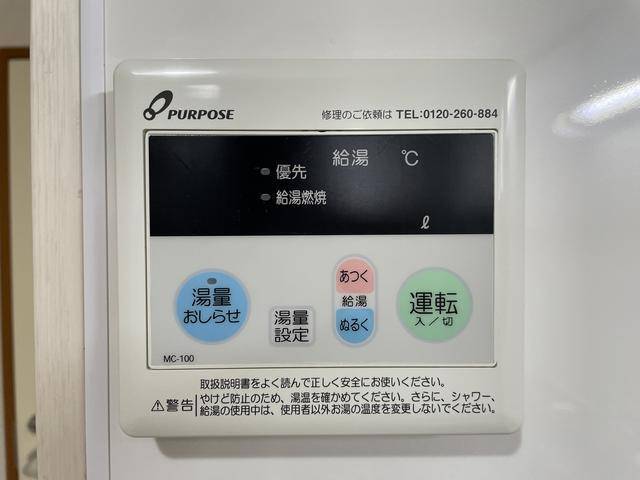 PURPOSE
修理のご依頼は TEL:0120-260-884
給湯 ℃
優先
給湯燃焼
ℓ
湯量
おしらせ
湯量
設定
あつく
給湯
ぬるく
運転
入／切
MC-100
取扱説明書をよく読んで正しく安全にお使いください。
⚠警告 やけど防止のため、湯温を確かめてください。さらに、シャワー、
給湯の使用中は、使用者以外お湯の温度を変更しないでください。